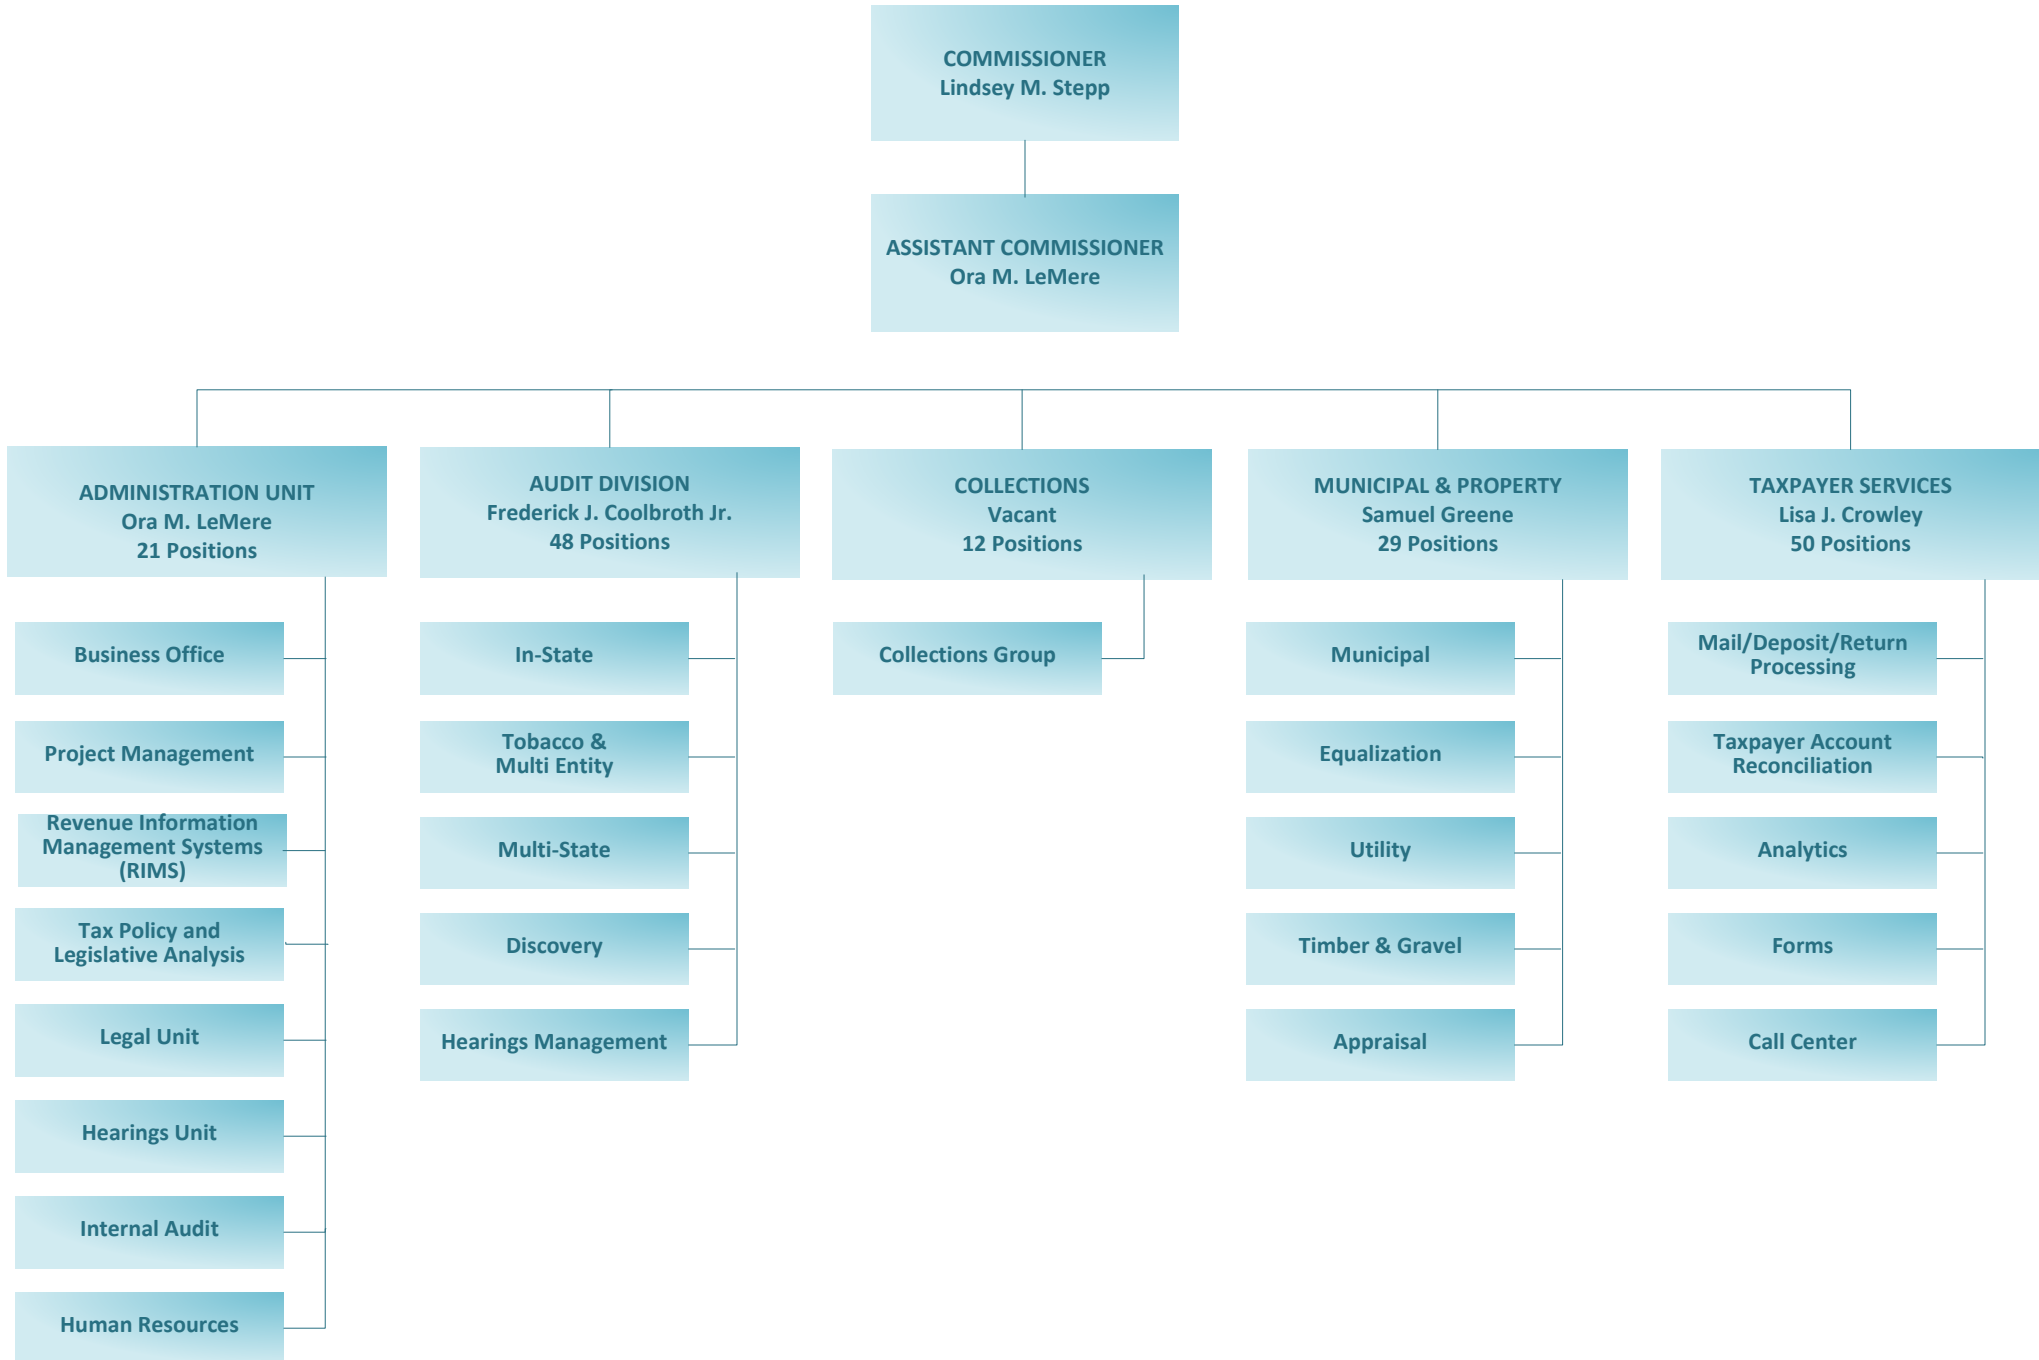 COMMISSIONER
Lindsey M. Stepp
ASSISTANT COMMISSIONER
Ora M. LeMere
ADMINISTRATION UNIT
Ora M. LeMere
21 Positions
Business Office
Project Management
Revenue Information
Management Systems
(RIMS)
Tax Policy and
Legislative Analysis
Legal Unit
Hearings Unit
Internal Audit
Human Resources
AUDIT DIVISION
Frederick J. Coolbroth Jr.
48 Positions
In-State
Tobacco &
Multi Entity
Multi-State
Discovery
Hearings Management
COLLECTIONS
Vacant
12 Positions
Collections Group
MUNICIPAL & PROPERTY
Samuel Greene
29 Positions
Municipal
Equalization
Utility
Timber & Gravel
Appraisal
TAXPAYER SERVICES
Lisa J. Crowley
50 Positions
Mail/Deposit/Return
Processing
Taxpayer Account
Reconciliation
Analytics
Forms
Call Center